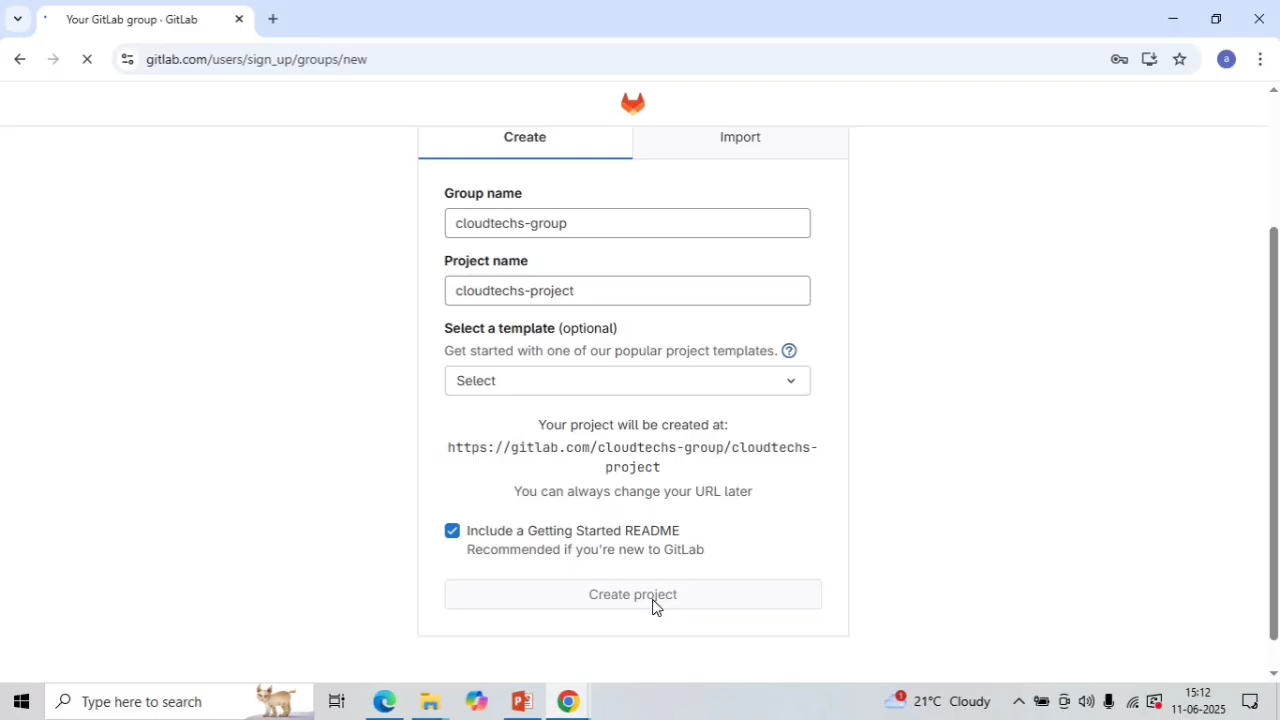 Your GitLab group · GitLab
gitlab.com/users/sign_up/groups/new
a
Create
Import
Group name
cloudtechs-group
Project name
cloudtechs-project
Select a template (optional)
Get started with one of our popular project templates. ?
Select
Your project will be created at:
https://gitlab.com/cloudtechs-group/cloudtechs-
project
You can always change your URL later
Include a Getting Started README
Recommended if you're new to GitLab
Create project
Type here to search
1
21°C Cloudy
15:12
11-06-2025